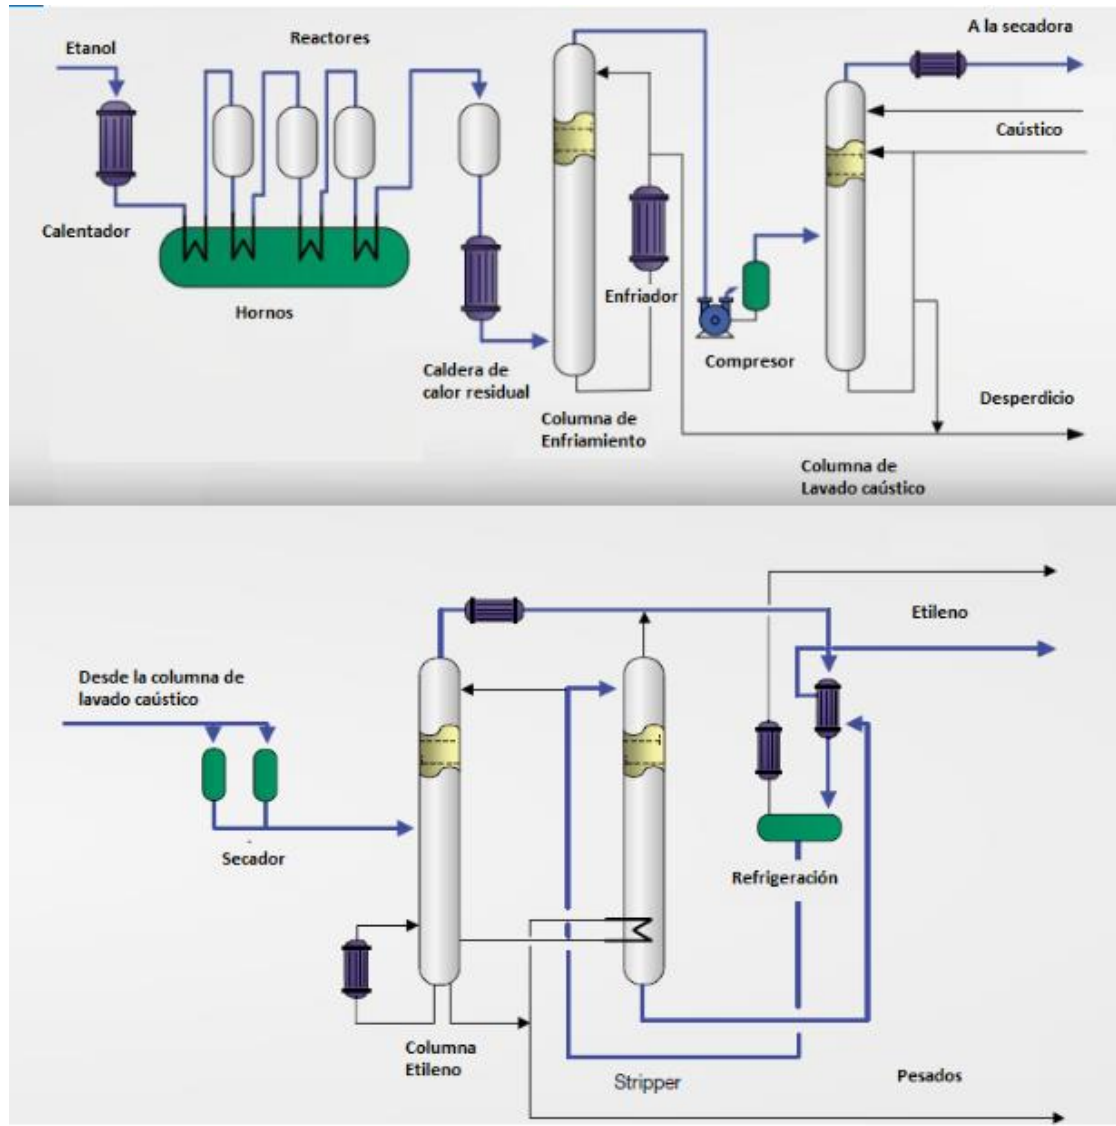 Etanol
Reactores
A la secadora
Caústico
Calentador
Hornos
Enfriador
Compresor
Caldera de
calor residual
Columna de
Enfriamiento
Desperdicio
Columna de
Lavado caústico
Etileno
Desde la columna de
lavado caústico
Secador
Refrigeración
Columna
Etileno
Stripper
Pesados